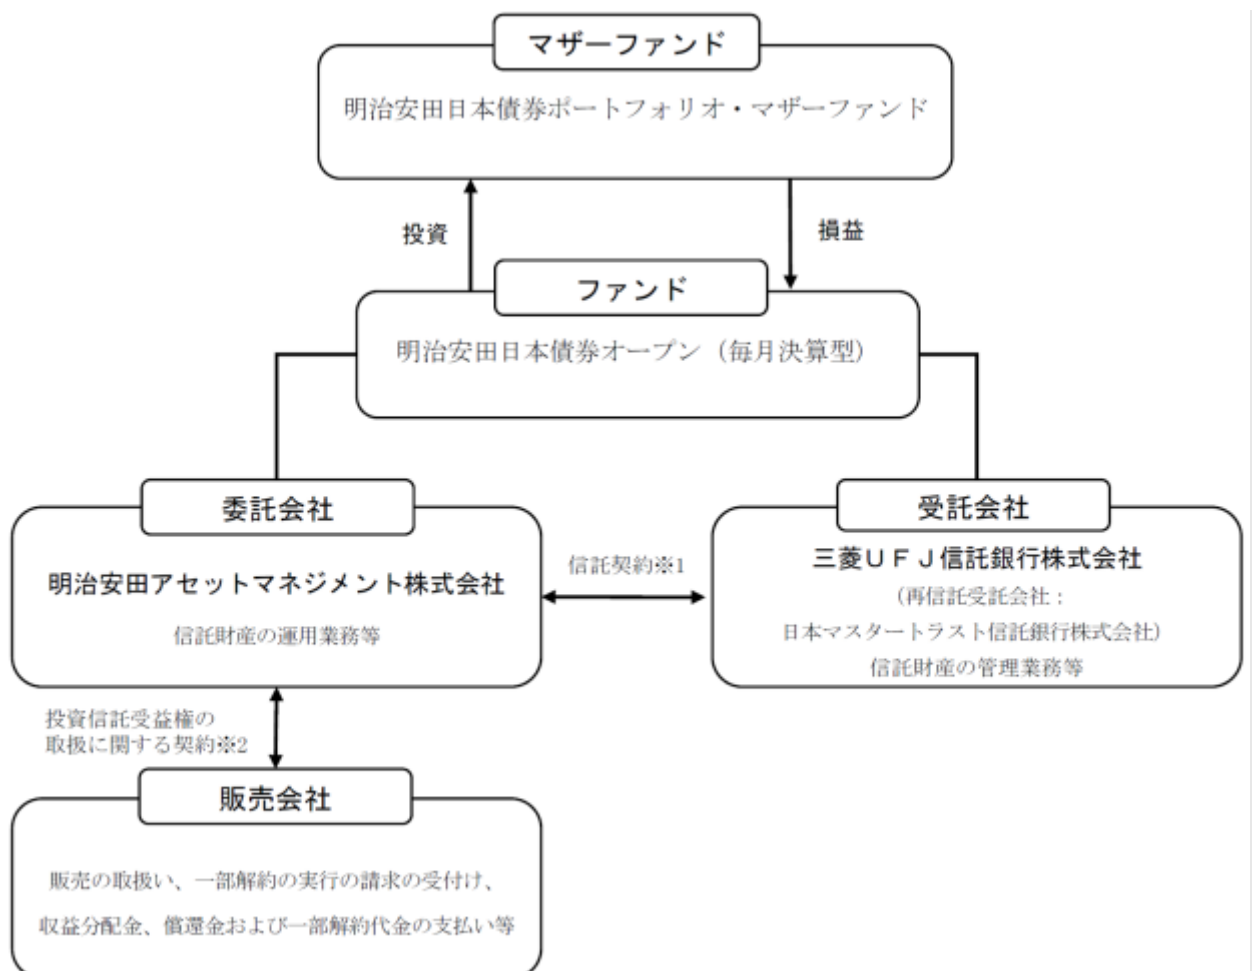 マザーファンド
明治安田日本債券ポートフォリオ・マザーファンド
投資
損益
ファンド
明治安田日本債券オープン（毎月決算型）
委託会社
明治安田アセットマネジメント株式会社
信託財産の運用業務等
信託契約※1
受託会社
三菱ＵＦＪ信託銀行株式会社
（再信託受託会社：
日本マスタートラスト信託銀行株式会社）
信託財産の管理業務等
投資信託受益権の
取扱に関する契約※2
販売会社
販売の取扱い、一部解約の実行の請求の受付け、
収益分配金、償還金および一部解約代金の支払い等